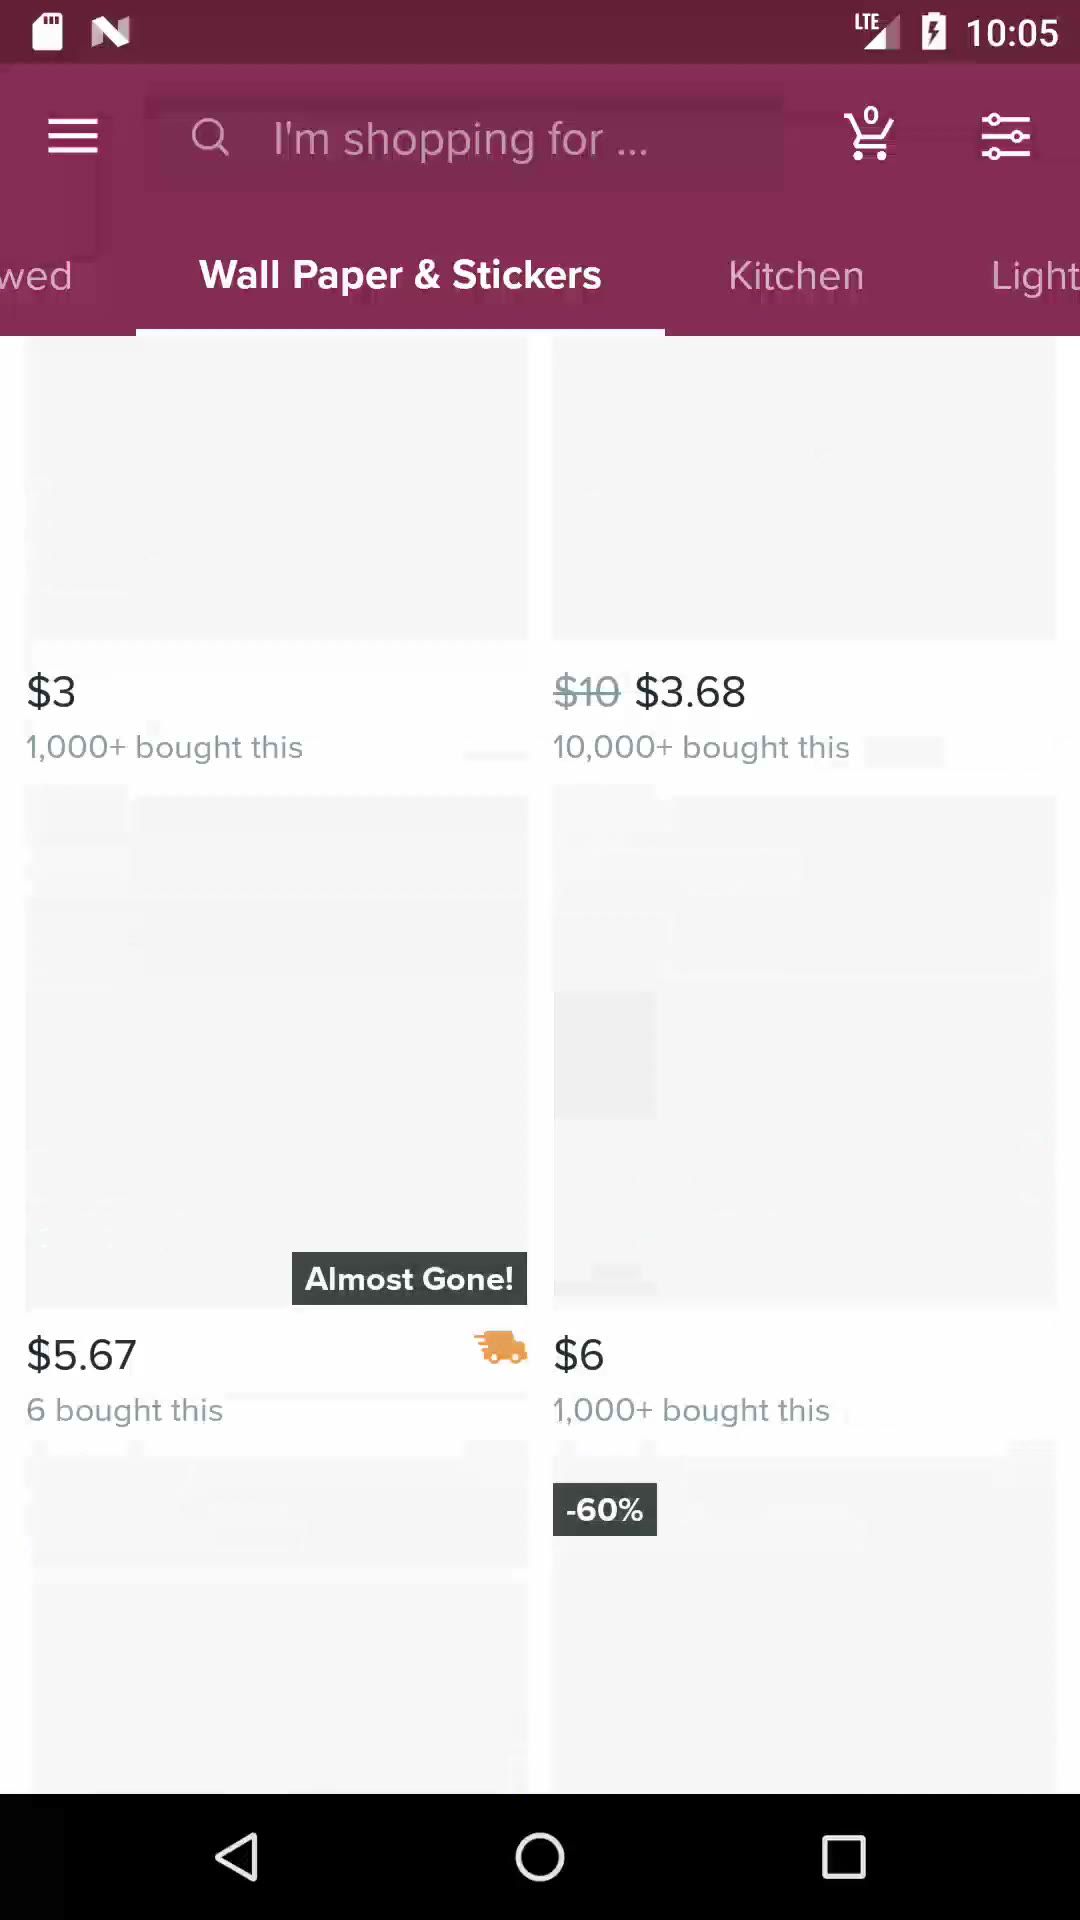 LTE 10:05
I'm shopping for ... 0
wed Wall Paper & Stickers Kitchen Light
$3 $10 $3.68
1,000+ bought this 10,000+ bought this
Almost Gone!
$5.67 $6
6 bought this 1,000+ bought this
-60%